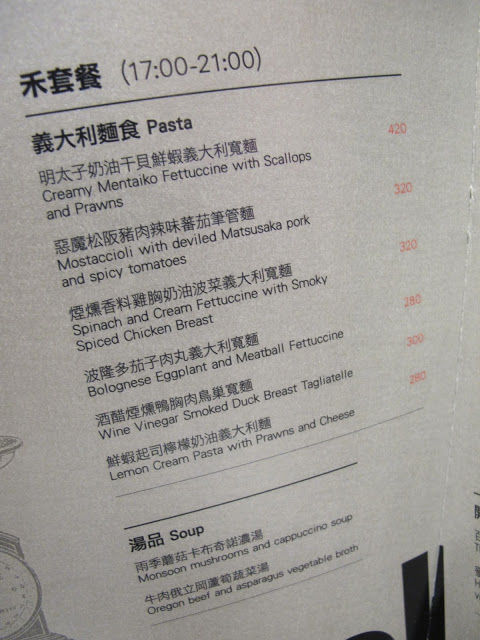 禾套餐 (17:00-21:00)
義大利麵食 Pasta
明太子奶油干貝鮮蝦義大利寬麵 420
Creamy Mentaiko Fettuccine with Scallops
and Prawns
惡魔松阪豬肉辣味蕃茄筆管麵 320
Mostaccioli with deviled Matsusaka pork
and spicy tomatoes
煙燻香料雞胸奶油波菜義大利寬麵 320
Spinach and Cream Fettuccine with Smoky
Spiced Chicken Breast
波隆多茄子肉丸義大利寬麵 280
Bolognese Eggplant and Meatball Fettuccine
酒醋煙燻鴨胸肉鳥巢寬麵 300
Wine Vinegar Smoked Duck Breast Tagliatelle
鮮蝦起司檸檬奶油義大利麵 280
Lemon Cream Pasta with Prawns and Cheese
湯品 Soup
雨季蘑菇卡布奇諾濃湯
Monsoon mushrooms and cappuccino soup
牛肉俄立岡蘆筍蔬菜湯
Oregon beef and asparagus vegetable broth